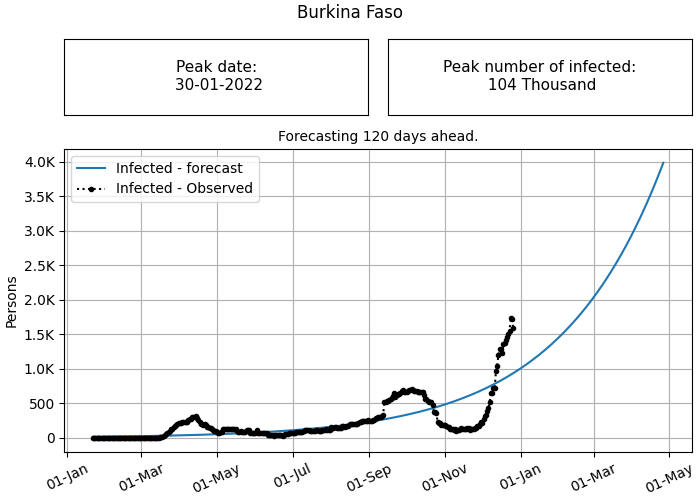 Burkina Faso
Peak date:
30-01-2022
Peak number of infected:
104 Thousand
Forecasting 120 days ahead.
Infected - forecast
Infected - Observed
Persons
4.0K
3.5K
3.0K
2.5K
2.0K
1.5K
1.0K
500
0
01-Jan
01-Mar
01-May
01-Jul
01-Sep
01-Nov
01-Jan
01-Mar
01-May